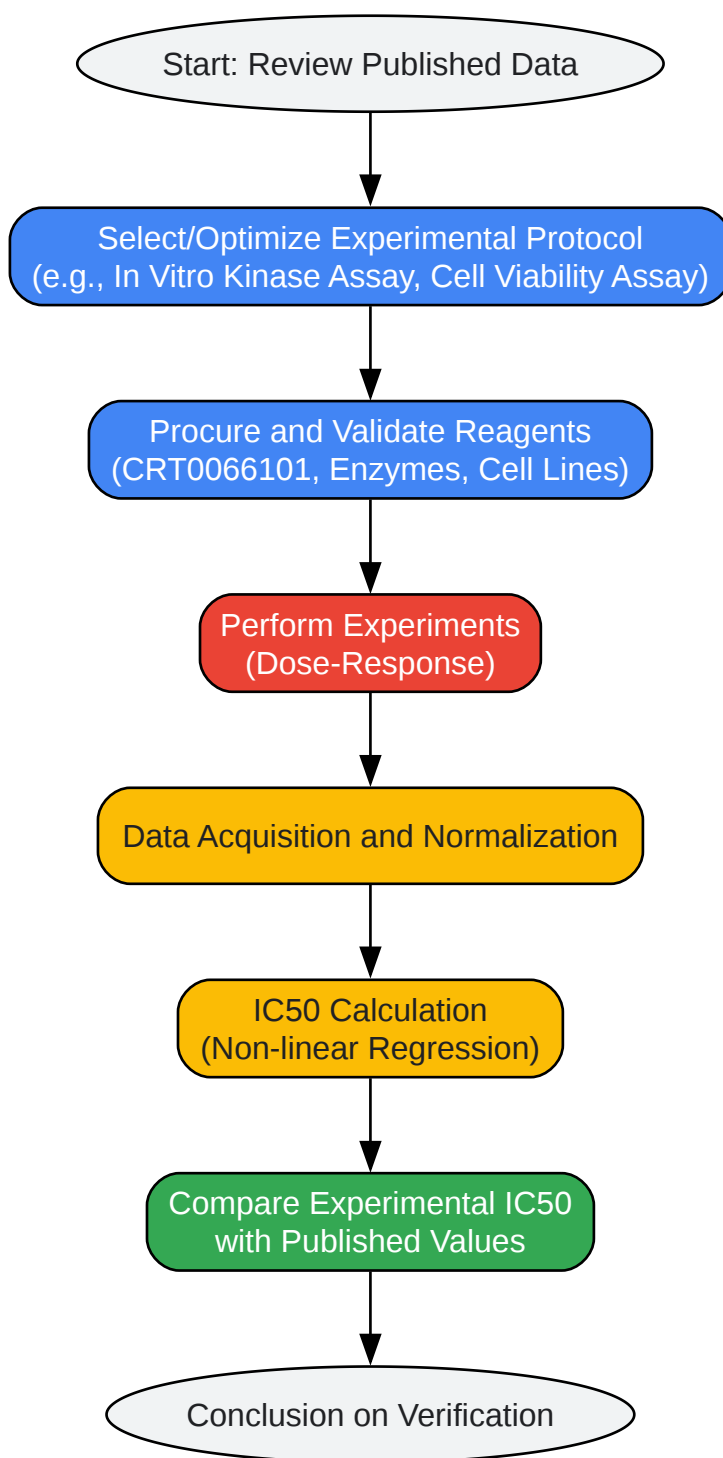 Start: Review Published Data
Select/Optimize Experimental Protocol
(e.g., In Vitro Kinase Assay, Cell Viability Assay)
Procure and Validate Reagents
(CRT0066101, Enzymes, Cell Lines)
Perform Experiments
(Dose-Response)
Data Acquisition and Normalization
IC50 Calculation
(Non-linear Regression)
Compare Experimental IC50
with Published Values
Conclusion on Verification